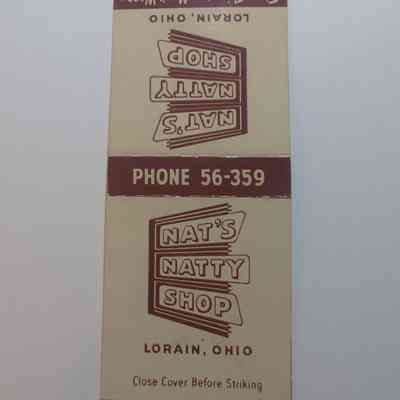 LORAIN, OHIO
NAT'S
NATTY
SHOP
PHONE 56-359
NAT'S
NATTY
SHOP
LORAIN, OHIO
Close Cover Before Striking